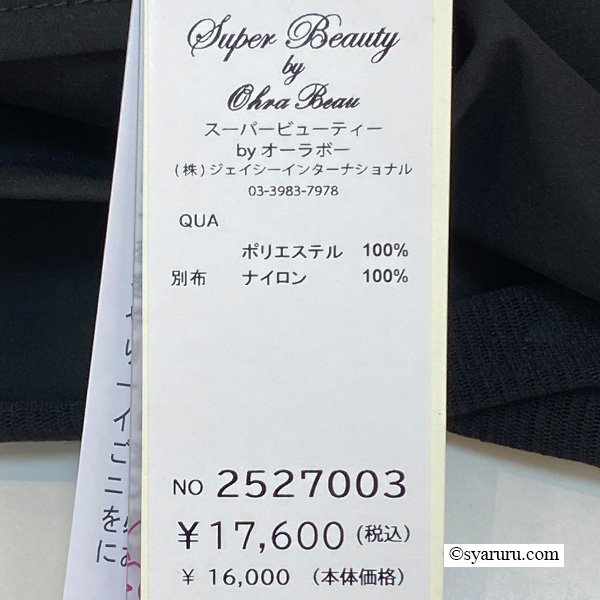 Super Beauty
by
Ohra Beau
スーパービューティー
by オーラボー
(株)ジェイシーインターナショナル
03-3983-7978
QUA
ポリエステル 100%
別布 ナイロン 100%
NO 2527003
¥17,600(税込)
¥ 16,000 (本体価格)
©syaruru.com